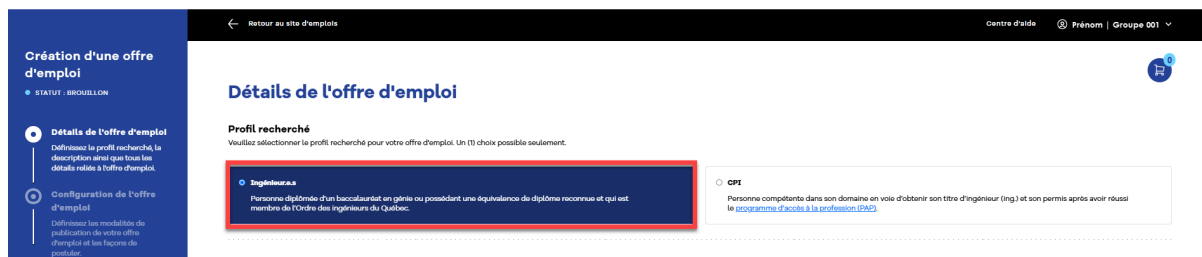 Retour au site d'emplois
Centre d'aide
Prénom | Groupe 001
0
Création d'une offre
d'emploi
STATUT : BROUILLON
Détails de l'offre d'emploi
Définissez le profil recherché, la
description ainsi que tous les
détails reliés à l'offre d'emploi.
Configuration de l'offre
d'emploi
Définissez les modalités de
publication de votre offre
d'emploi et les façons de
postuler.
Détails de l'offre d'emploi
Profil recherché
Veuillez sélectionner le profil recherché pour votre offre d'emploi. Un (1) choix possible seulement.
Ingénieur.e.s
Personne diplômée d'un baccalauréat en génie ou possédant une équivalence de diplôme reconnue et qui est
membre de l'Ordre des ingénieurs du Québec.
CPI
Personne compétente dans son domaine en voie d'obtenir son titre d'ingénieur (ing.) et son permis après avoir réussi
le programme d'accès à la profession (PAP).